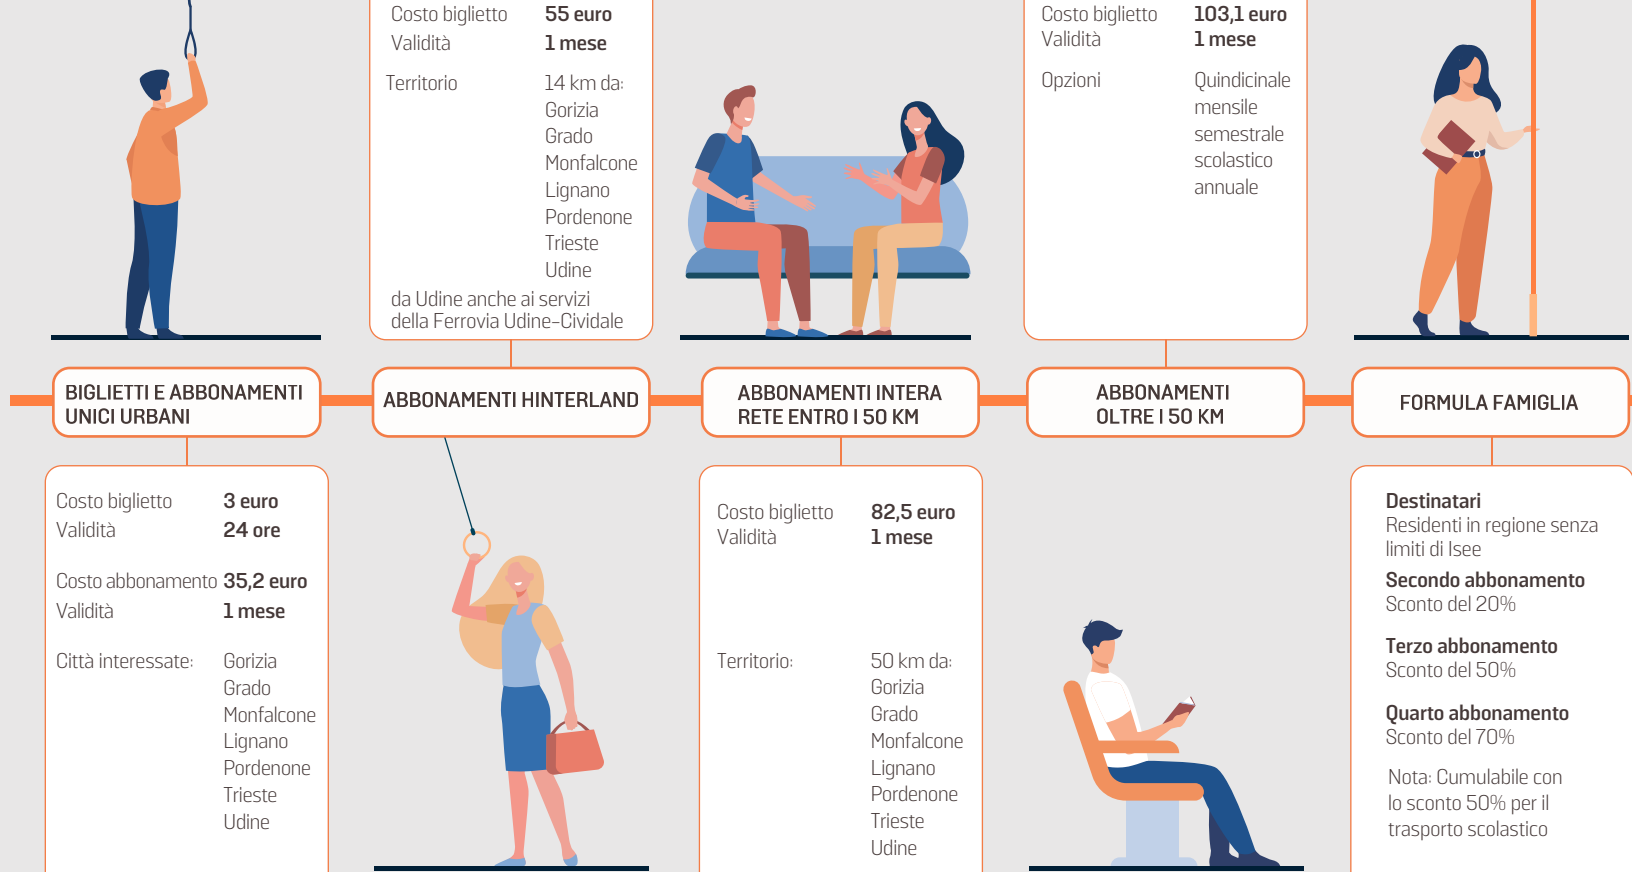 Costo biglietto 55 euro
Validità 1 mese
Territorio 14 km da:
Gorizia
Grado
Monfalcone
Lignano
Pordenone
Trieste
Udine
da Udine anche ai servizi
della Ferrovia Udine-Cividale
Costo biglietto 103,1 euro
Validità 1 mese
Opzioni Quindicinale
mensile
semestrale
scolastico
annuale
BIGLIETTI E ABBONAMENTI
UNICI URBANI
ABBONAMENTI HINTERLAND
ABBONAMENTI INTERA
RETE ENTRO I 50 KM
ABBONAMENTI
OLTRE I 50 KM
FORMULA FAMIGLIA
Costo biglietto 3 euro
Validità 24 ore
Costo abbonamento 35,2 euro
Validità 1 mese
Città interessate: Gorizia
Grado
Monfalcone
Lignano
Pordenone
Trieste
Udine
Costo biglietto 82,5 euro
Validità 1 mese
Territorio: 50 km da:
Gorizia
Grado
Monfalcone
Lignano
Pordenone
Trieste
Udine
Destinatari
Residenti in regione senza
limiti di Isee
Secondo abbonamento
Sconto del 20%
Terzo abbonamento
Sconto del 50%
Quarto abbonamento
Sconto del 70%
Nota: Cumulabile con
lo sconto 50% per il
trasporto scolastico